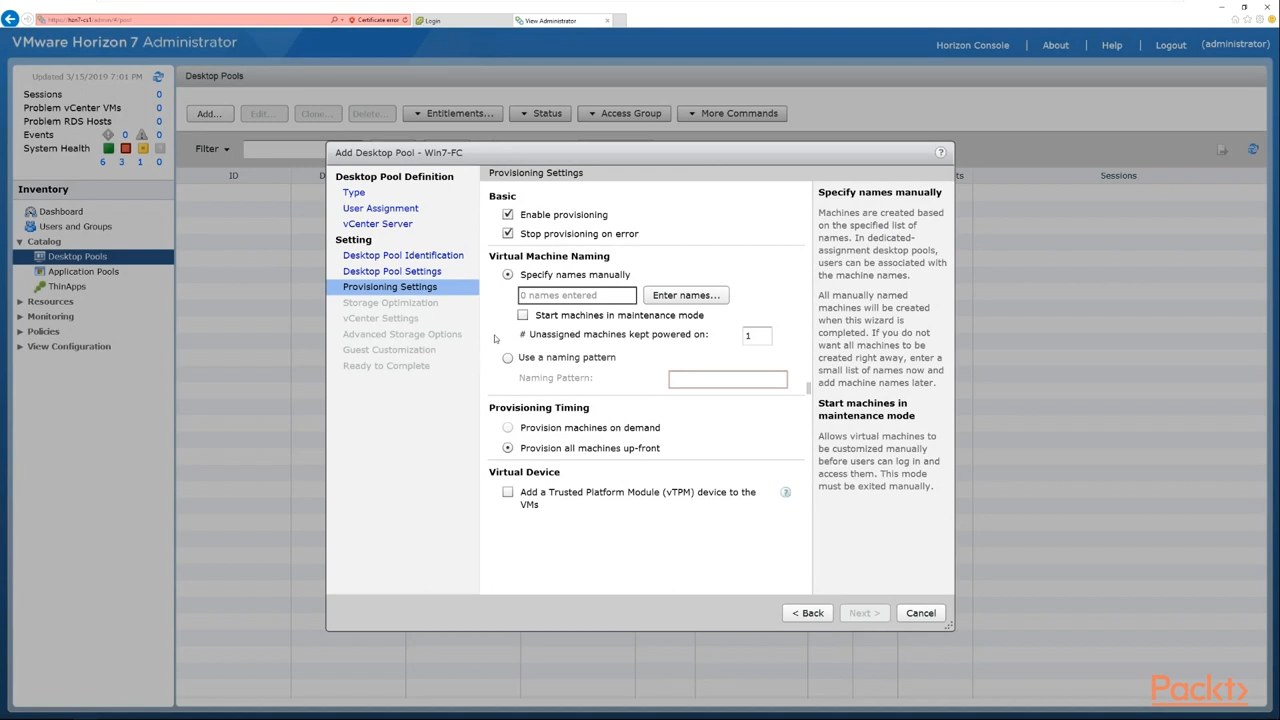 https://hzn7-cs1/admin/#/pool
Certificate error
Login
View Administrator
VMware Horizon 7 Administrator
Horizon Console
About
Help
Logout
(administrator)
Updated 3/15/2019 7:01 PM
Sessions 0
Problem vCenter VMs 0
Problem RDS Hosts 0
Events 0 0
System Health
6 3 1 0
Inventory
Dashboard
Users and Groups
Catalog
Desktop Pools
Application Pools
ThinApps
Resources
Monitoring
Policies
View Configuration
Desktop Pools
Add...
Edit...
Clone...
Delete...
Entitlements...
Status
Access Group
More Commands
Filter
ID
Sessions
Add Desktop Pool - Win7-FC
Desktop Pool Definition
Type
User Assignment
vCenter Server
Setting
Desktop Pool Identification
Desktop Pool Settings
Provisioning Settings
Storage Optimization
vCenter Settings
Advanced Storage Options
Guest Customization
Ready to Complete
Provisioning Settings
Basic
Enable provisioning
Stop provisioning on error
Virtual Machine Naming
Specify names manually
0 names entered
Enter names...
Start machines in maintenance mode
# Unassigned machines kept powered on: 1
Use a naming pattern
Naming Pattern:
Provisioning Timing
Provision machines on demand
Provision all machines up-front
Virtual Device
Add a Trusted Platform Module (vTPM) device to the
VMs
Specify names manually
Machines are created based
on the specified list of
names. In dedicated-
assignment desktop pools,
users can be associated with
the machine names.
All manually named
machines will be created
when this wizard is
completed. If you do not
want all machines to be
created right away, enter a
small list of names now and
add machine names later.
Start machines in
maintenance mode
Allows virtual machines to
be customized manually
before users can log in and
access them. This mode
must be exited manually.
< Back
Next >
Cancel
Packt>